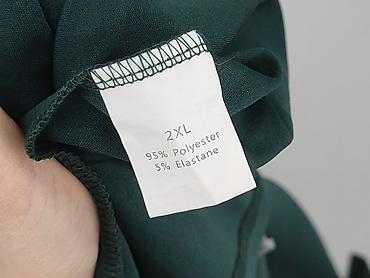 2XL
95% Polyester
5% Elastane